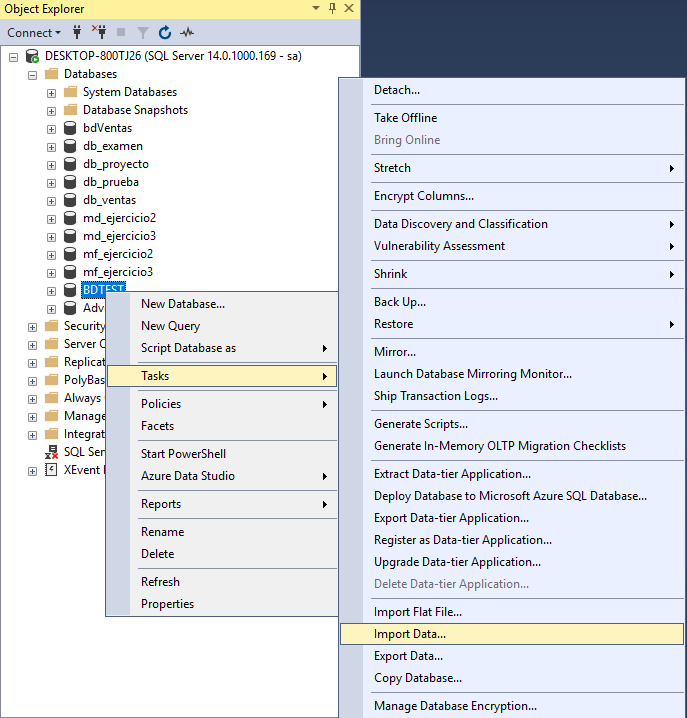 Object Explorer
Connect
DESKTOP-800TJ26 (SQL Server 14.0.1000.169 - sa)
Databases
System Databases
Database Snapshots
bdVentas
db_examen
db_proyecto
db_prueba
db_ventas
md_ejercicio2
md_ejercicio3
mf_ejercicio2
mf_ejercicio3
BDTEST
Adv
Security
Server O
Replicat
PolyBas
Always
Manage
Integrat
SQL Ser
XEvent
New Database...
New Query
Script Database as
Tasks
Policies
Facets
Start PowerShell
Azure Data Studio
Reports
Rename
Delete
Refresh
Properties
Detach...
Take Offline
Bring Online
Stretch
Encrypt Columns...
Data Discovery and Classification
Vulnerability Assessment
Shrink
Back Up...
Restore
Mirror...
Launch Database Mirroring Monitor...
Ship Transaction Logs...
Generate Scripts...
Generate In-Memory OLTP Migration Checklists
Extract Data-tier Application...
Deploy Database to Microsoft Azure SQL Database...
Export Data-tier Application...
Register as Data-tier Application...
Upgrade Data-tier Application...
Delete Data-tier Application...
Import Flat File...
Import Data...
Export Data...
Copy Database...
Manage Database Encryption...